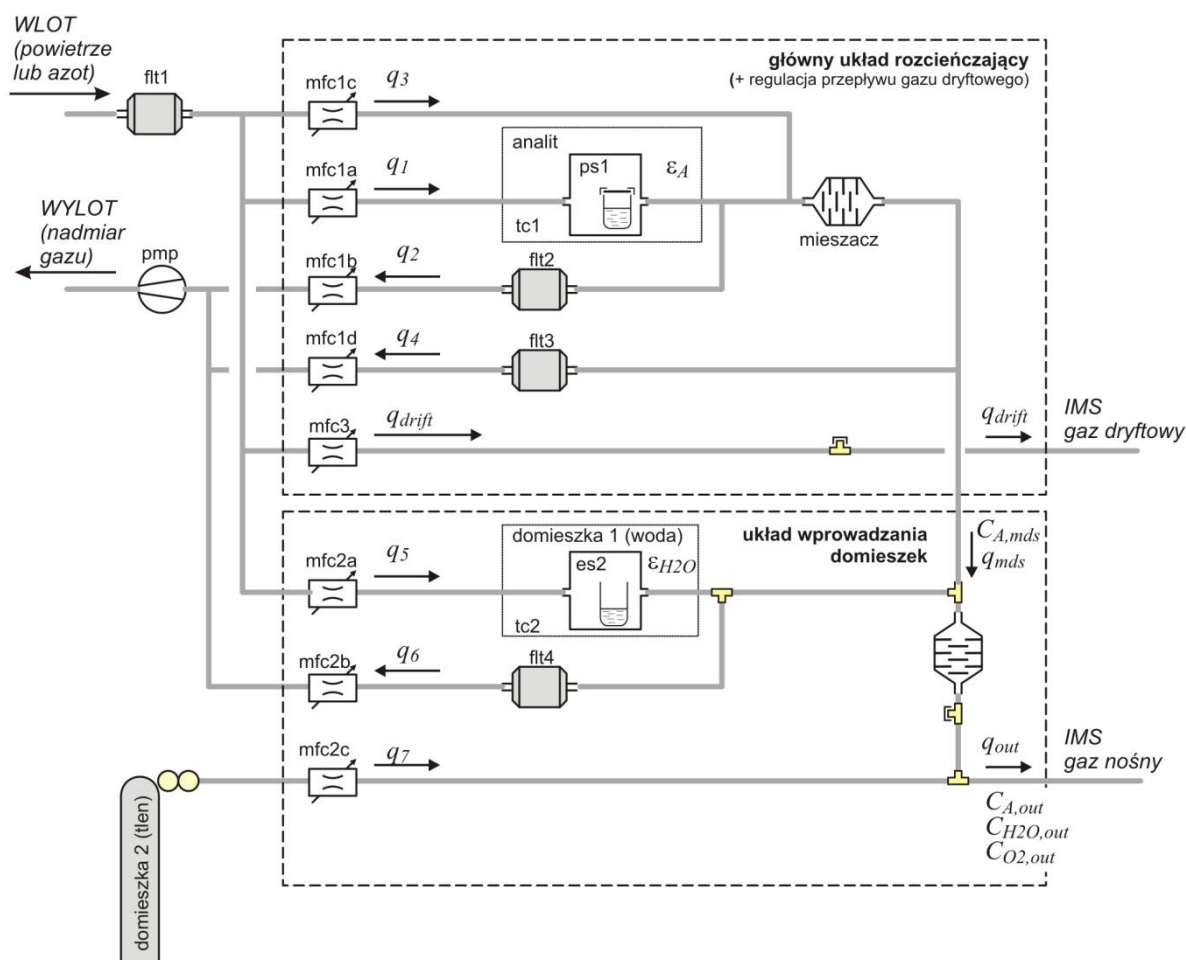 WLOT
(powietrze
lub azot)
flt1
WYLOT
(nadmiar
gazu)
pmp
główny układ rozcieńczający
(+ regulacja przepływu gazu dryftowego)
mfc1c
q3
mfc1a
q1
analit
ps1
εA
tc1
mieszacz
mfc1b
q2
flt2
mfc1d
q4
flt3
mfc3
qdrift
qdrift
IMS
gaz dryftowy
układ wprowadzania
domieszek
CA,mds
qmds
mfc2a
q5
domieszka 1 (woda)
es2
εH2O
tc2
mfc2b
q6
flt4
mfc2c
q7
qout
IMS
gaz nośny
CA,out
CH2O,out
CO2,out
domieszka 2 (tlen)